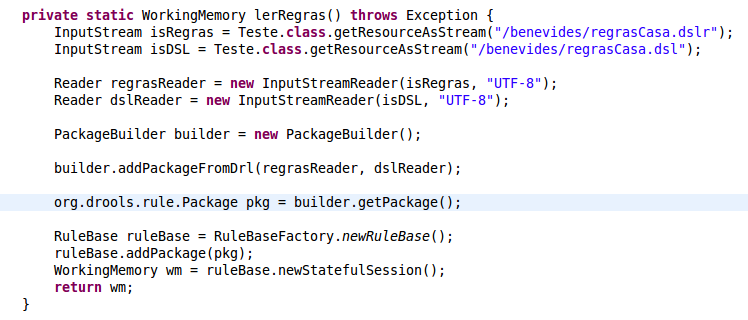 private static WorkingMemory lerRegras() throws Exception {
    InputStream isRegras = Teste.class.getResourceAsStream("/benevides/regrasCasa.dslr");
    InputStream isDSL = Teste.class.getResourceAsStream("/benevides/regrasCasa.dsl");
    Reader regrasReader = new InputStreamReader(isRegras, "UTF-8");
    Reader dslReader = new InputStreamReader(isDSL, "UTF-8");
    PackageBuilder builder = new PackageBuilder();
    builder.addPackageFromDrl(regrasReader, dslReader);
    org.drools.rule.Package pkg = builder.getPackage();
    RuleBase ruleBase = RuleBaseFactory.newRuleBase();
    ruleBase.addPackage(pkg);
    WorkingMemory wm = ruleBase.newStatefulSession();
    return wm;
}